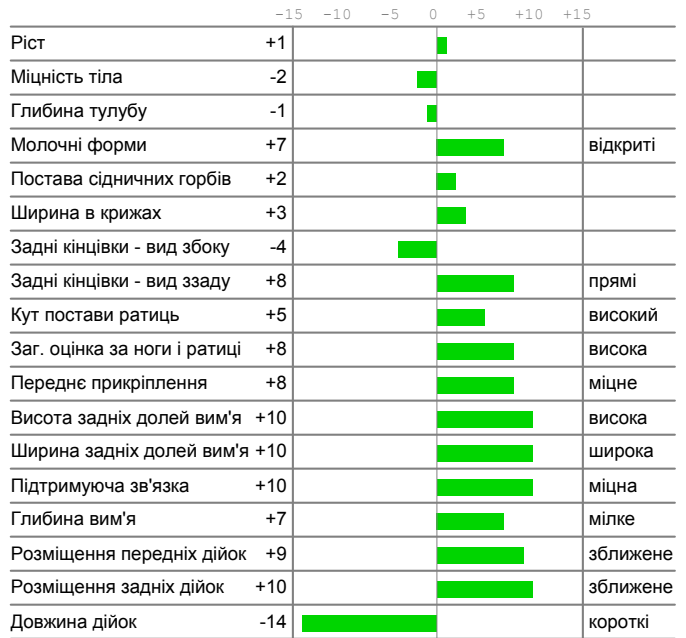 -15 -10 -5 0 +5 +10 +15
Ріст +1
Міцність тіла -2
Глибина тулубу -1
Молочні форми +7 відкриті
Постава сідничних горбів +2
Ширина в крижах +3
Задні кінцівки - вид збоку -4
Задні кінцівки - вид ззаду +8 прямі
Кут постави ратиць +5 високий
Заг. оцінка за ноги і ратиці +8 висока
Переднє прикріплення +8 міцне
Висота задніх долей вим'я +10 висока
Ширина задніх долей вим'я +10 широка
Підтримуюча зв'язка +10 міцна
Глибина вим'я +7 мілке
Розміщення передніх дійок +9 зближене
Розміщення задніх дійок +10 зближене
Довжина дійок -14 короткі